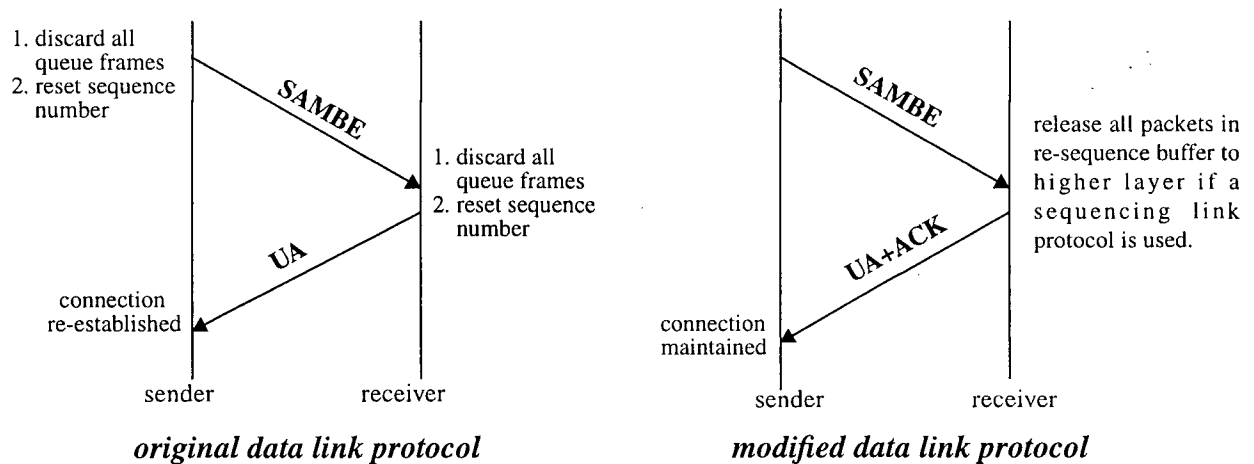 1. discard all
queue frames
2. reset sequence
number
SAMBE
1. discard all
queue frames
2. reset sequence
number
UA
connection
re-established
sender
receiver
original data link protocol
SAMBE
release all packets in
re-sequence buffer to
higher layer if a
sequencing link
protocol is used.
UA+ACK
connection
maintained
sender
receiver
modified data link protocol